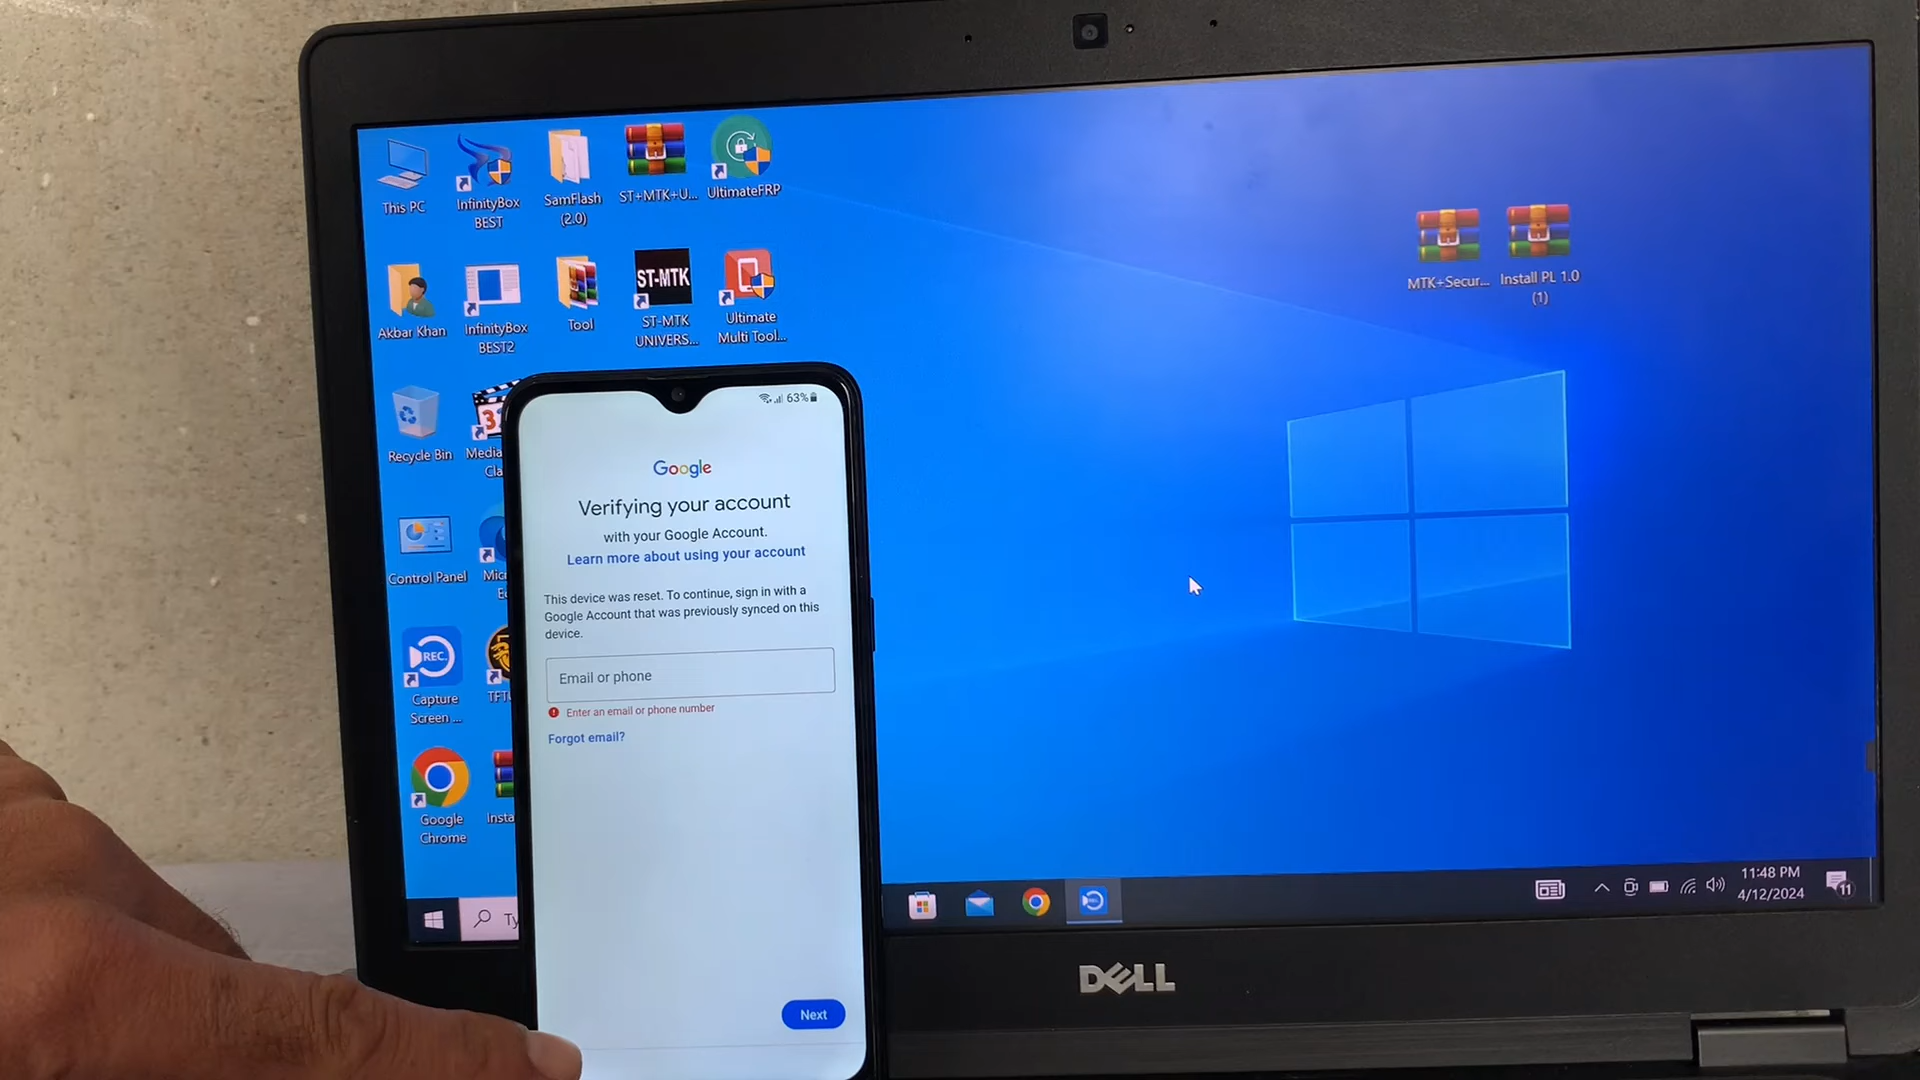 This PC
InfinityBox
BEST
SamFlash
(2.0)
ST+MTK+U...
UltimateFRP
Akbar Khan
InfinityBox
BEST2
Tool
ST-MTK
ST-MTK
UNIVERS...
Ultimate
Multi Tool...
MTK+Secur...
Install PL 1.0
(1)
Recycle Bin
Media
Cla
Control Panel
REC.
Capture
Screen ...
Google
Chrome
63%
Google
Verifying your account
with your Google Account.
Learn more about using your account
This device was reset. To continue, sign in with a
Google Account that was previously synced on this
device.
Email or phone
Enter an email or phone number
Forgot email?
Next
11:48 PM
4/12/2024
11
DELL